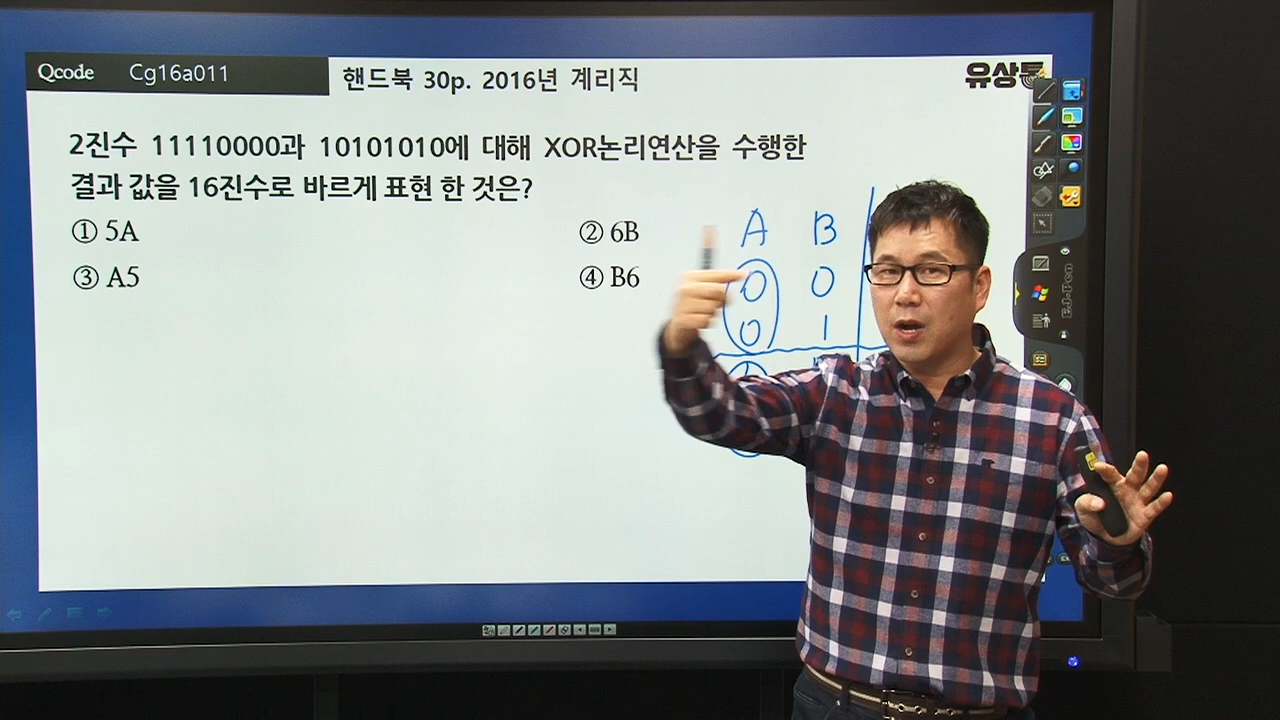 Qcode Cg16a011 핸드북 30p. 2016년 계리직
2진수 11110000과 10101010에 대해 XOR논리연산을 수행한
결과 값을 16진수로 바르게 표현 한 것은?
① 5A ② 6B
③ A5 ④ B6
A B
0 0
0 1